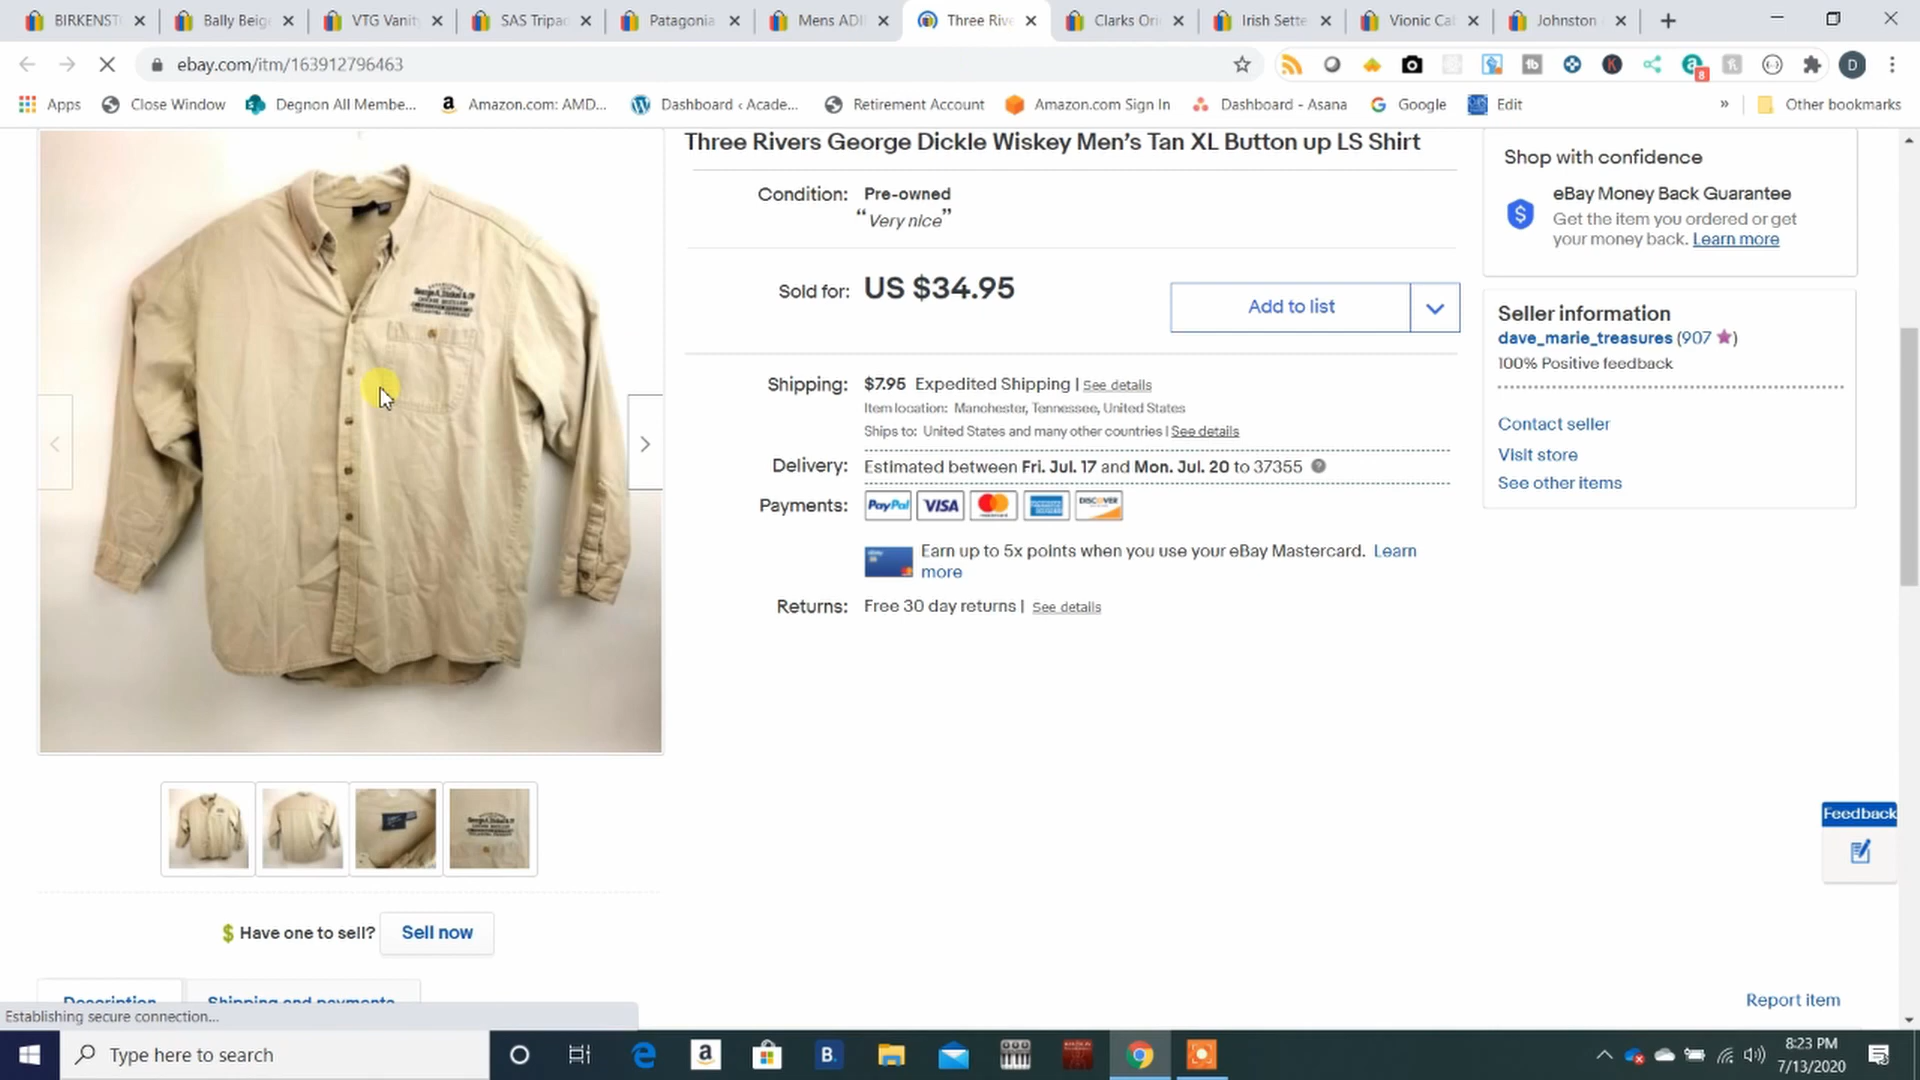 BIRKENST
Bally Beig
VTG Vanit
SAS Tripad
Patagonia
Mens ADI
Three Rive
Clarks Ori
Irish Sette
Vionic Ca
Johnston
ebay.com/itm/163912796463
Apps
Close Window
Degnon All Membe...
Amazon.com: AMD...
Dashboard ‹ Acade...
Retirement Account
Amazon.com Sign In
Dashboard - Asana
Google
Edit
»
Other bookmarks
Three Rivers George Dickle Wiskey Men's Tan XL Button up LS Shirt
Condition: Pre-owned
“Very nice”
Sold for: US $34.95
Add to list
Shipping: $7.95 Expedited Shipping | See details
Item location: Manchester, Tennessee, United States
Ships to: United States and many other countries | See details
Delivery: Estimated between Fri. Jul. 17 and Mon. Jul. 20 to 37355
Payments: PayPal VISA DISCOVER
Earn up to 5x points when you use your eBay Mastercard. Learn
more
Returns: Free 30 day returns | See details
Shop with confidence
eBay Money Back Guarantee
Get the item you ordered or get
your money back. Learn more
Seller information
dave_marie_treasures (907 ★)
100% Positive feedback
Contact seller
Visit store
See other items
Feedback
$ Have one to sell? Sell now
Description
Shipping and payments
Report item
Establishing secure connection...
Type here to search
8:23 PM
7/13/2020